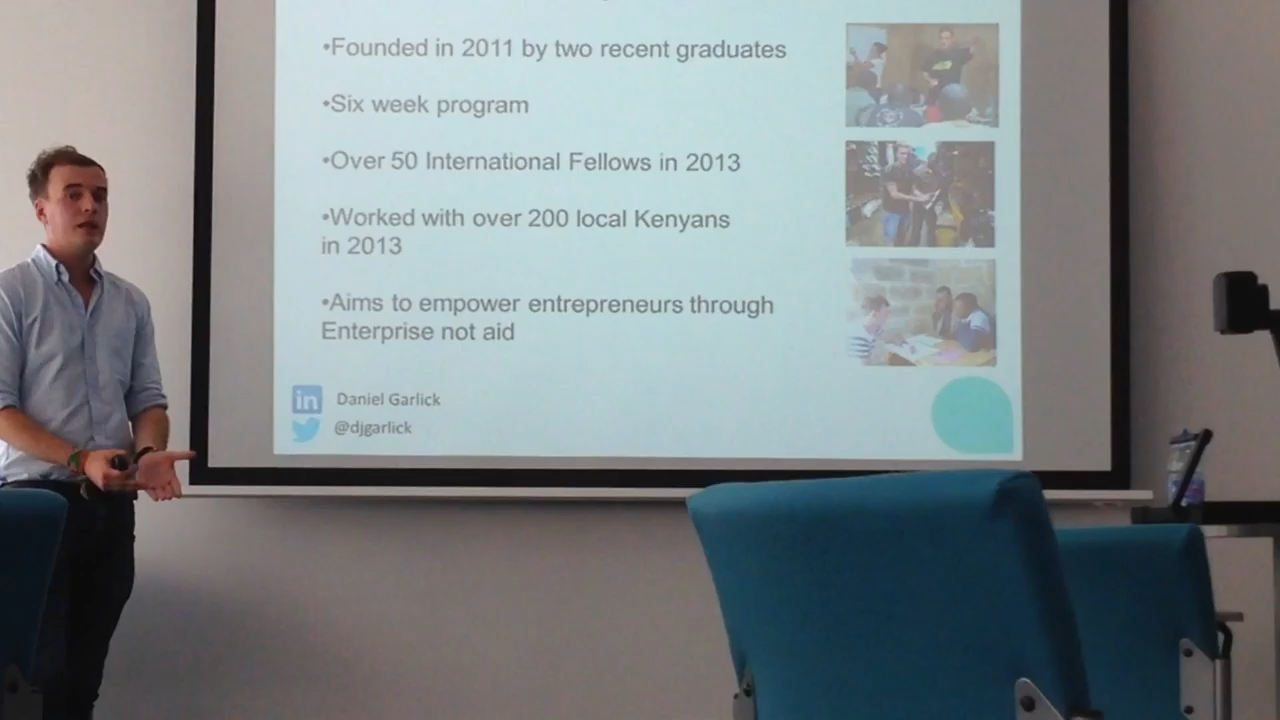 •Founded in 2011 by two recent graduates
•Six week program
•Over 50 International Fellows in 2013
•Worked with over 200 local Kenyans
in 2013
•Aims to empower entrepreneurs through
Enterprise not aid
in Daniel Garlick
@djgarlick